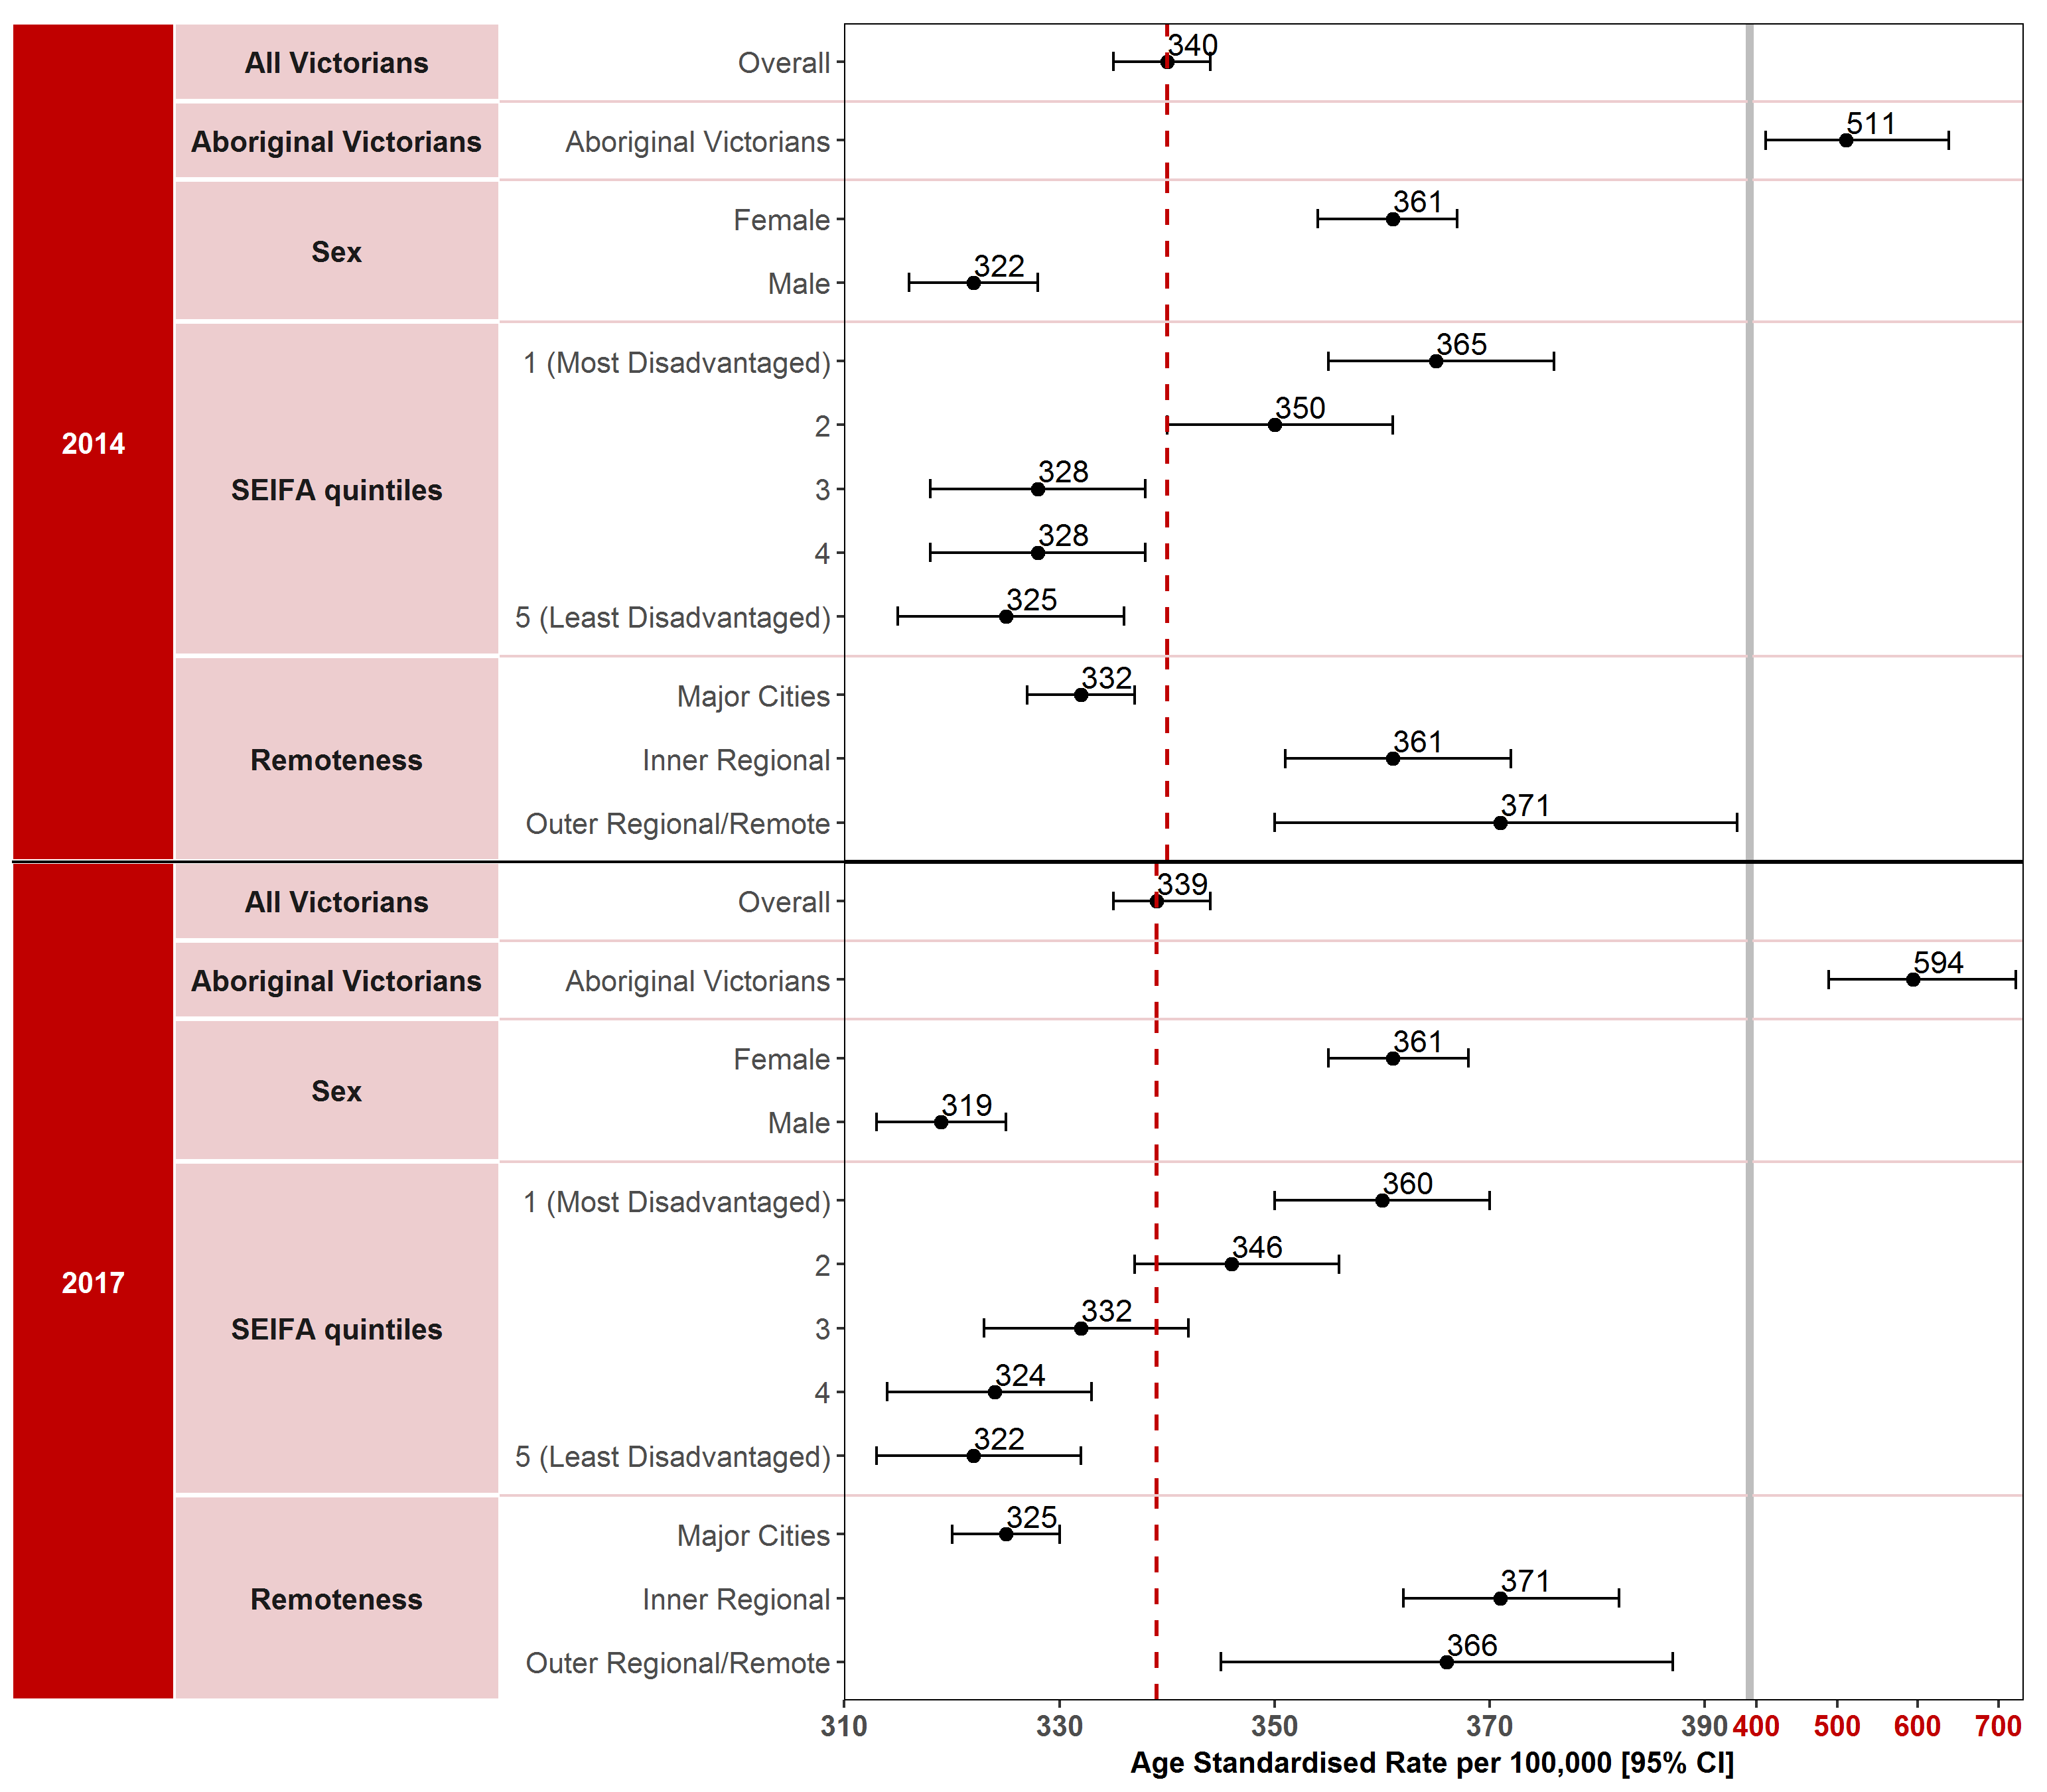 2014
All Victorians
Overall
340
Aboriginal Victorians
Aboriginal Victorians
511
Sex
Female
361
Male
322
SEIFA quintiles
1 (Most Disadvantaged)
365
2
350
3
328
4
328
5 (Least Disadvantaged)
325
Remoteness
Major Cities
332
Inner Regional
361
Outer Regional/Remote
371
2017
All Victorians
Overall
339
Aboriginal Victorians
Aboriginal Victorians
594
Sex
Female
361
Male
319
SEIFA quintiles
1 (Most Disadvantaged)
360
2
346
3
332
4
324
5 (Least Disadvantaged)
322
Remoteness
Major Cities
325
Inner Regional
371
Outer Regional/Remote
366
310 330 350 370 390 400 500 600 700
Age Standardised Rate per 100,000 [95% CI]